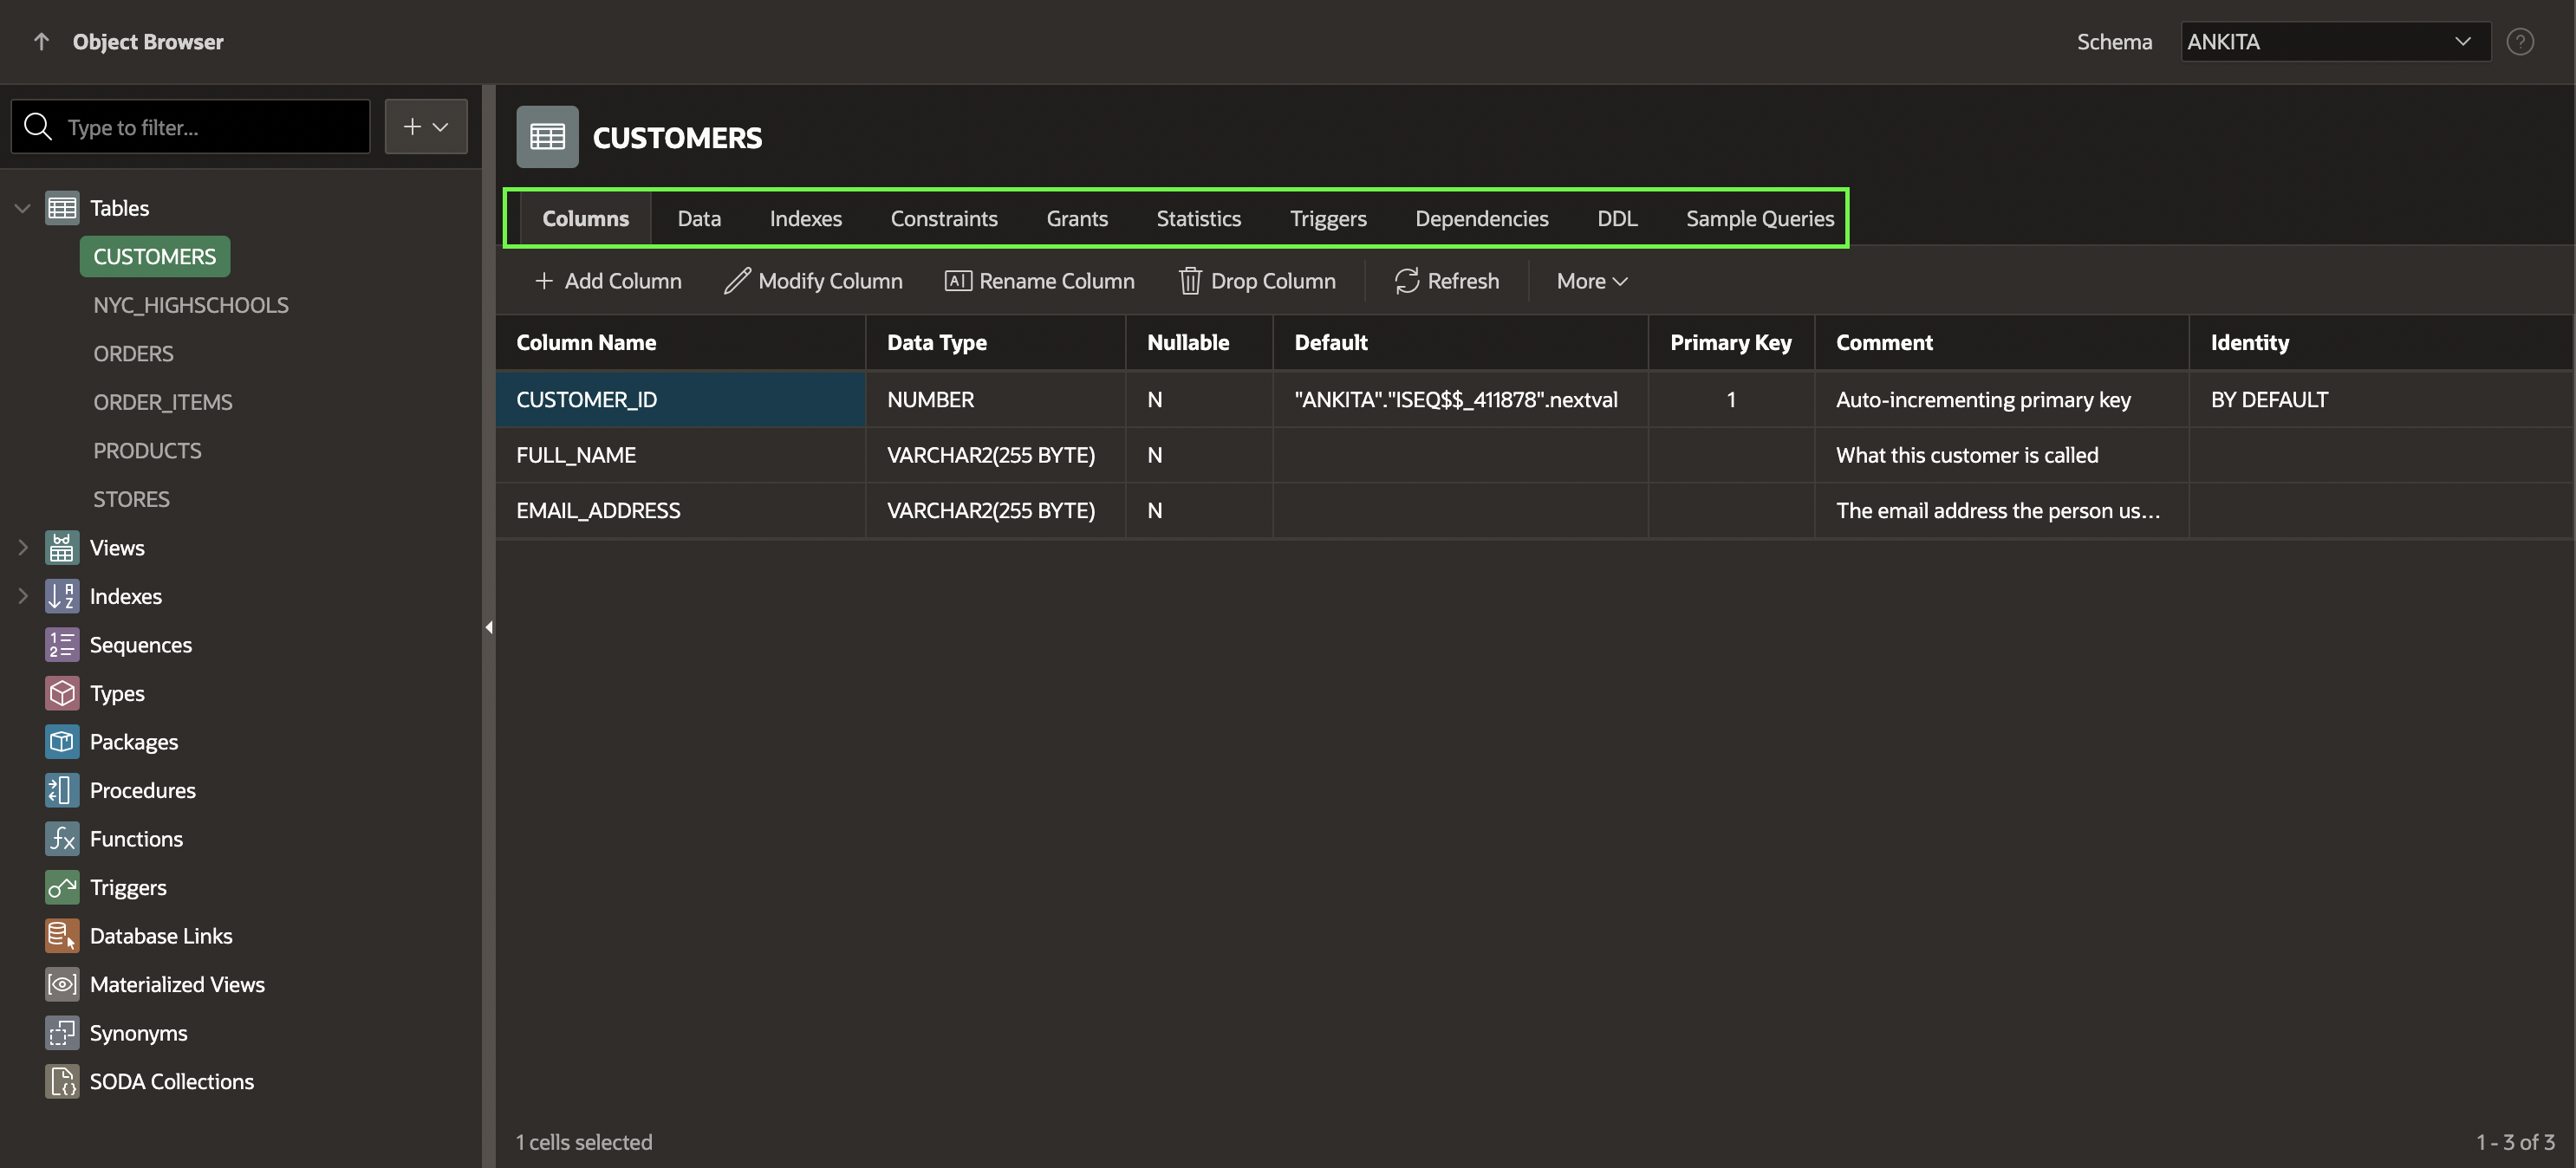 Object Browser
Schema ANKITA
Type to filter...
Tables
CUSTOMERS
NYC_HIGHSCHOOLS
ORDERS
ORDER_ITEMS
PRODUCTS
STORES
Views
Indexes
Sequences
Types
Packages
Procedures
Functions
Triggers
Database Links
Materialized Views
Synonyms
SODA Collections
CUSTOMERS
Columns Data Indexes Constraints Grants Statistics Triggers Dependencies DDL Sample Queries
Add Column Modify Column Rename Column Drop Column Refresh More
Column Name Data Type Nullable Default Primary Key Comment Identity
CUSTOMER_ID NUMBER N "ANKITA"."ISEQ$$_411878".nextval 1 Auto-incrementing primary key BY DEFAULT
FULL_NAME VARCHAR2(255 BYTE) N What this customer is called
EMAIL_ADDRESS VARCHAR2(255 BYTE) N The email address the person us...
1 cells selected
1 - 3 of 3